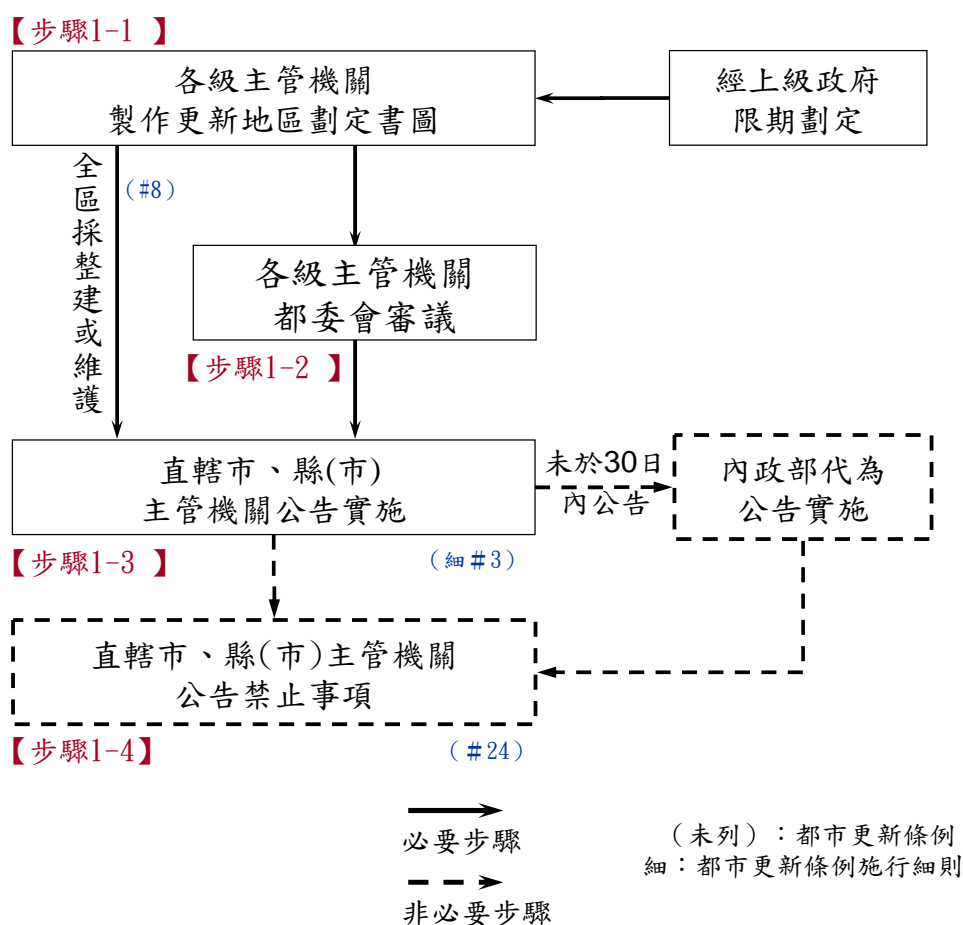 【步驟1-1 】
各級主管機關
製作更新地區劃定書圖
經上級政府
限期劃定
全區採整建或維護
(#8)
各級主管機關
都委會審議
【步驟1-2 】
直轄市、縣(市)
主管機關公告實施
未於30日
內公告
內政部代為
公告實施
【步驟1-3 】
(細#3)
直轄市、縣(市)主管機關
公告禁止事項
【步驟1-4】
(#24)
必要步驟
非必要步驟
(未列):都市更新條例
細:都市更新條例施行細則